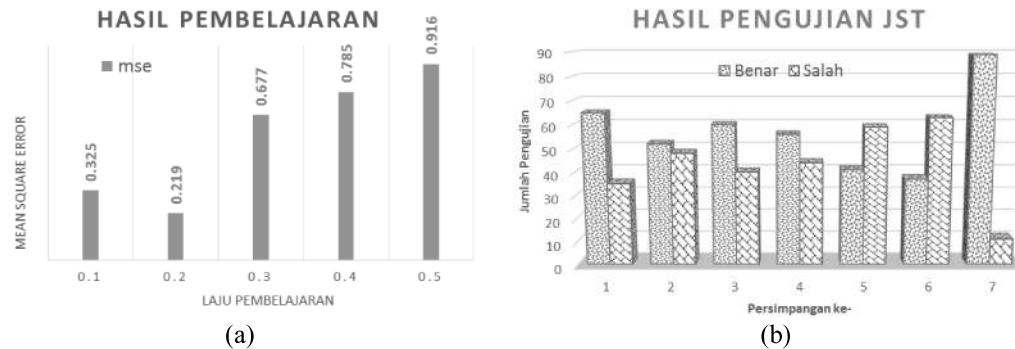 HASIL PEMBELAJARAN
mse
MEAN SQUARE ERROR
0.325
0.219
0.677
0.785
0.916
0.1 0.2 0.3 0.4 0.5
LAJU PEMBELAJARAN
(a)
HASIL PENGUJIAN JST
Benar Salah
Jumlah Pengujian
90
80
70
60
50
40
30
20
10
0
1 2 3 4 5 6 7
Persimpangan ke-
(b)